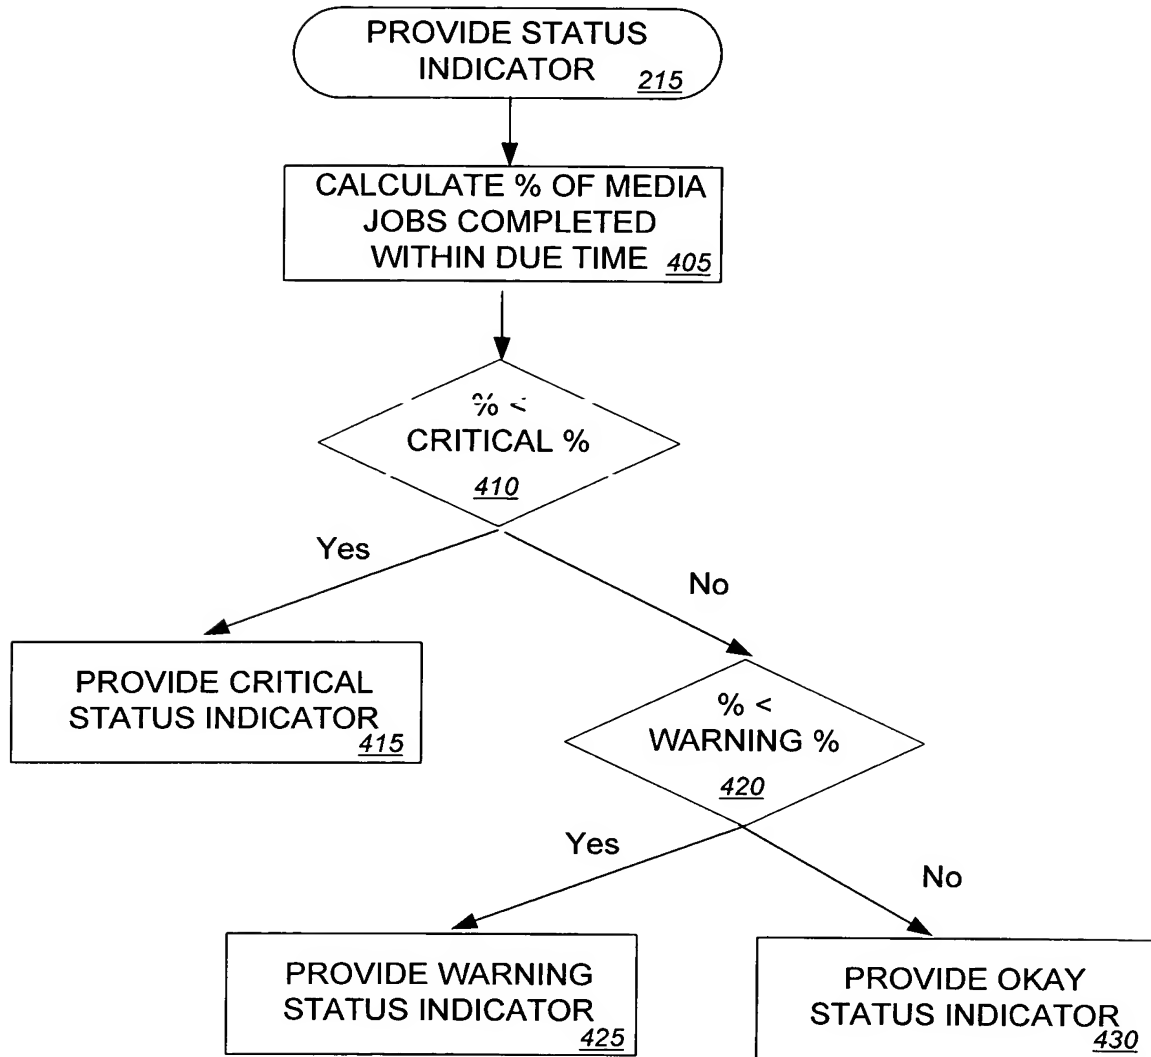 PROVIDE STATUS
INDICATOR
215
CALCULATE % OF MEDIA
JOBS COMPLETED
WITHIN DUE TIME 405
% <
CRITICAL %
410
Yes
No
PROVIDE CRITICAL
STATUS INDICATOR
415
% <
WARNING %
420
Yes
No
PROVIDE WARNING
STATUS INDICATOR
425
PROVIDE OKAY
STATUS INDICATOR
430